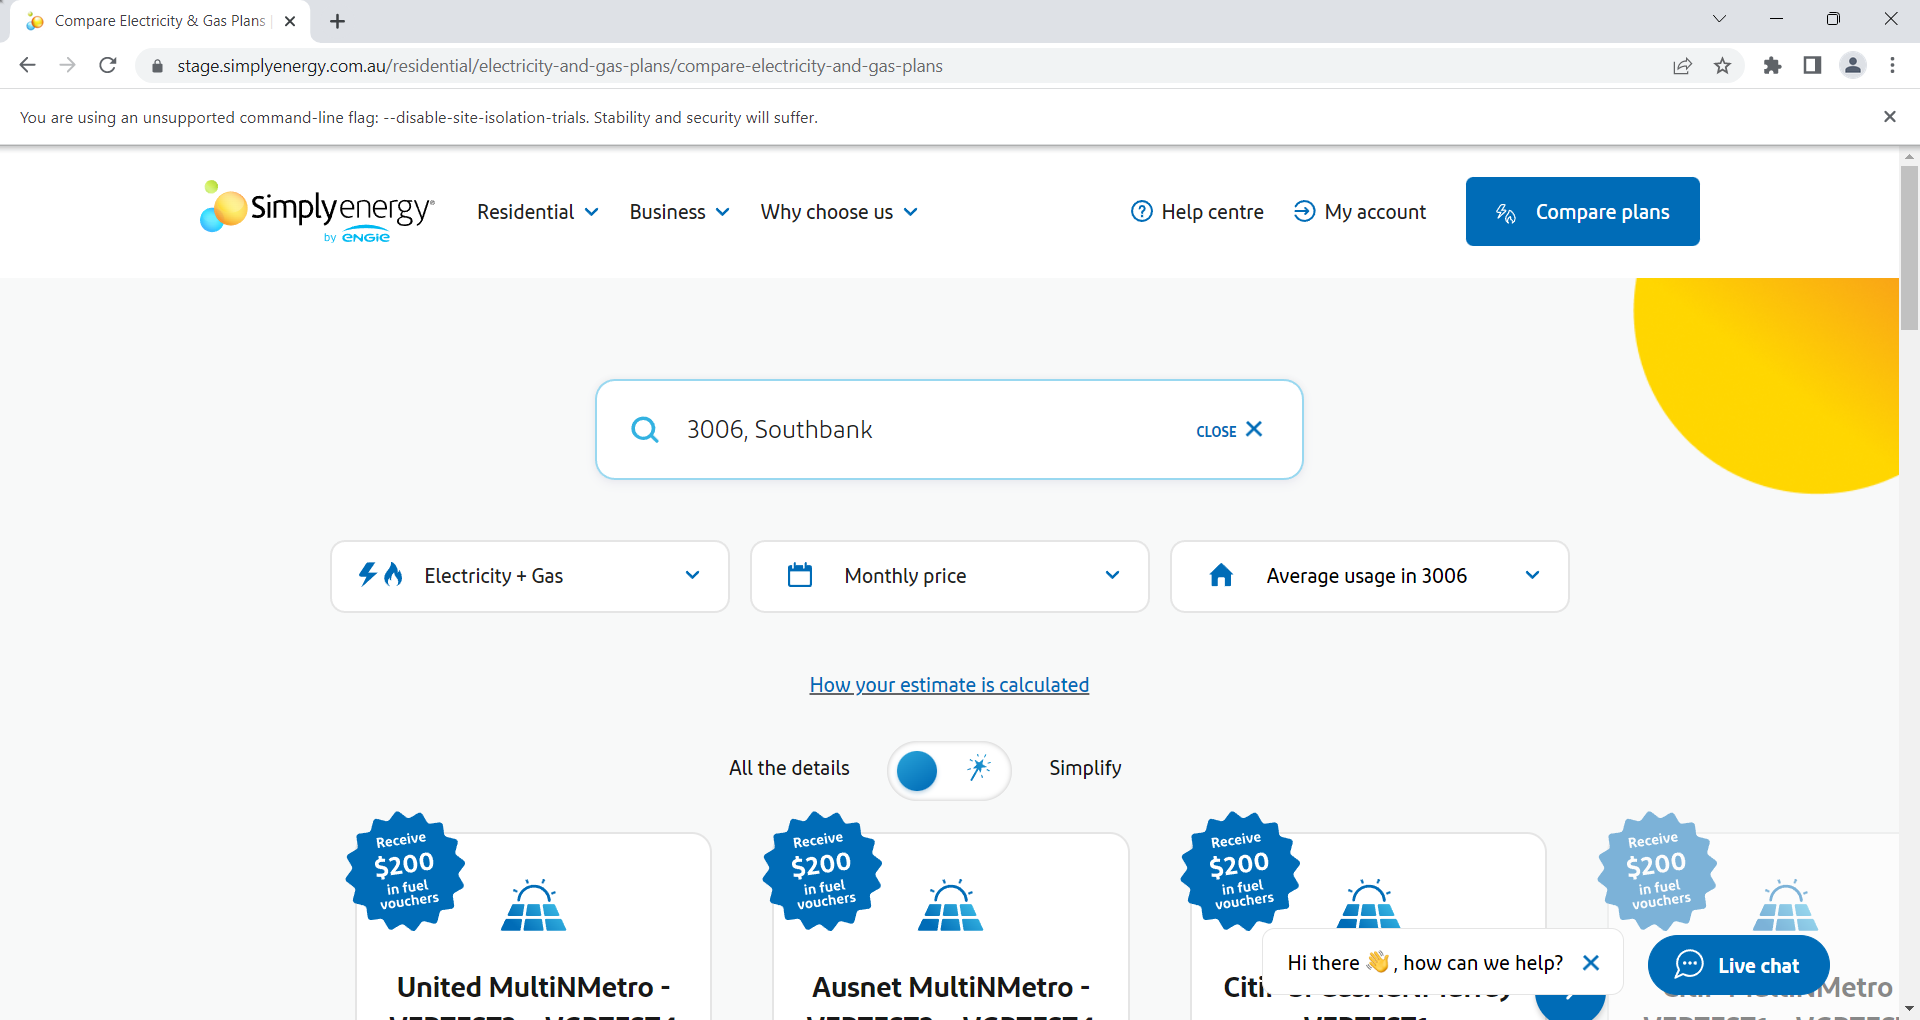 Compare Electricity & Gas Plans
stage.simplyenergy.com.au/residential/electricity-and-gas-plans/compare-electricity-and-gas-plans
You are using an unsupported command-line flag: --disable-site-isolation-trials. Stability and security will suffer.
Simplyenergy®
by ENGIE
Residential
Business
Why choose us
Help centre
My account
Compare plans
3006, Southbank
CLOSE
Electricity + Gas
Monthly price
Average usage in 3006
How your estimate is calculated
All the details
Simplify
Receive
$200
in fuel
vouchers
Receive
$200
in fuel
vouchers
Receive
$200
in fuel
vouchers
Receive
$200
in fuel
vouchers
United MultiNMetro -
Ausnet MultiNMetro -
Hi there 👋, how can we help?
Live chat